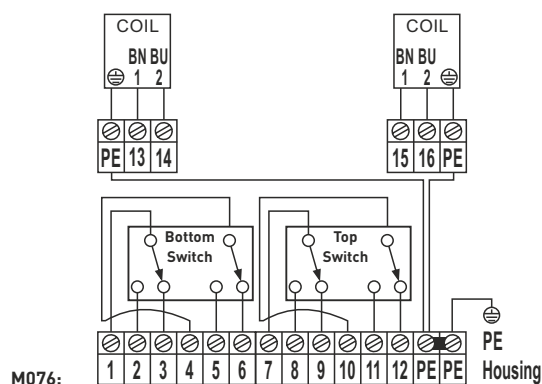 COIL COIL
BN BU BN BU
1 2 1 2
PE 13 14 15 16 PE
Bottom Top
Switch Switch
PE
1 2 3 4 5 6 7 8 9 10 11 12 PE PE Housing
M076: